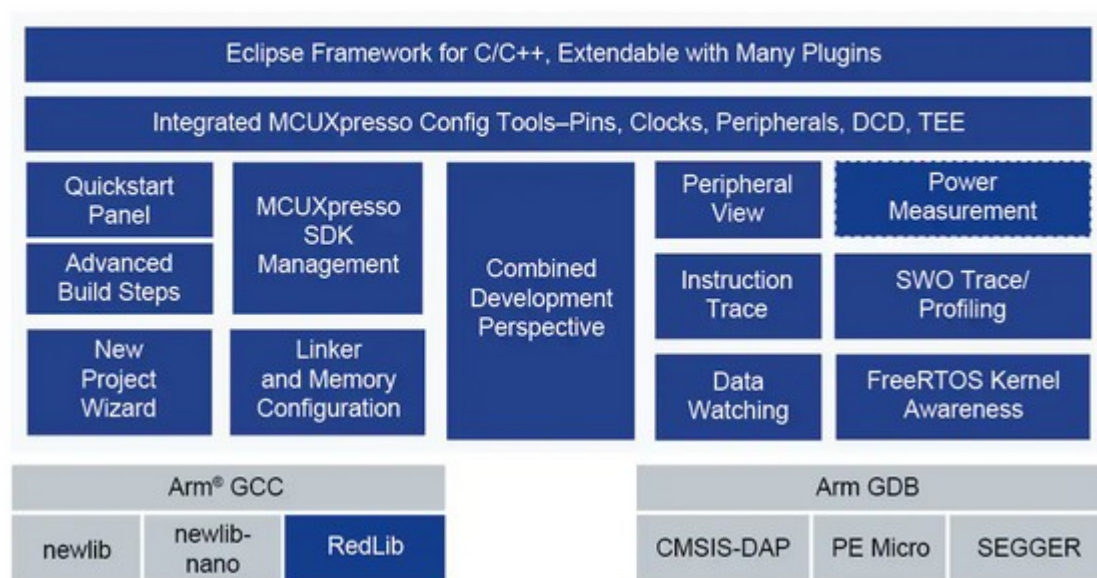 Eclipse Framework for C/C++, Extendable with Many Plugins
Integrated MCUXpresso Config Tools–Pins, Clocks, Peripherals, DCD, TEE
Quickstart
Panel
Advanced
Build Steps
New
Project
Wizard
MCUXpresso
SDK
Management
Linker
and Memory
Configuration
Combined
Development
Perspective
Peripheral
View
Power
Measurement
Instruction
Trace
SWO Trace/
Profiling
Data
Watching
FreeRTOS Kernel
Awareness
Arm® GCC
newlib
newlib-
nano
RedLib
Arm GDB
CMSIS-DAP
PE Micro
SEGGER